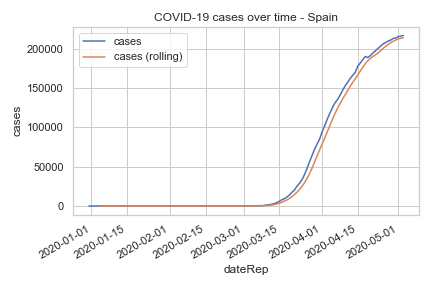 COVID-19 cases over time - Spain
cases
cases (rolling)
cases
200000
150000
100000
50000
0
2020-01-01
2020-01-15
2020-02-01
2020-02-15
2020-03-01
2020-03-15
2020-04-01
2020-04-15
2020-05-01
dateRep